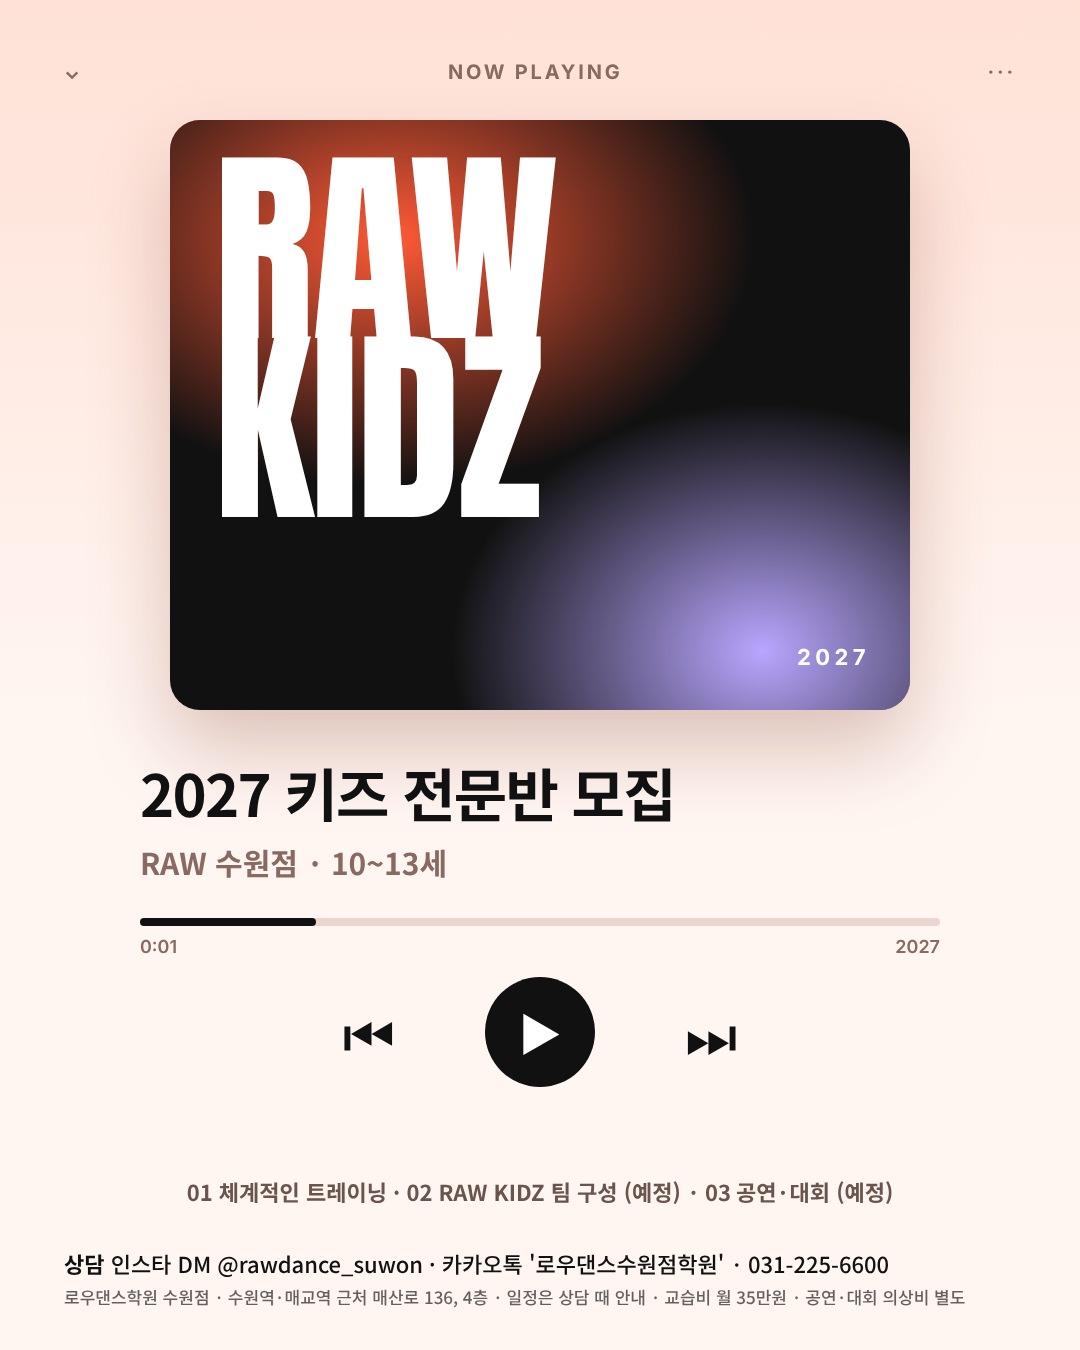 NOW PLAYING
RAW
KIDZ
2027
2027 키즈 전문반 모집
RAW 수원점 · 10~13세
0:01
2027
01 체계적인 트레이닝 · 02 RAW KIDZ 팀 구성 (예정) · 03 공연·대회 (예정)
상담 인스타 DM @rawdance_suwon · 카카오톡 '로우댄스수원점학원' · 031-225-6600
로우댄스학원 수원점 · 수원역·매교역 근처 매산로 136, 4층 · 일정은 상담 때 안내 · 교습비 월 35만원 · 공연·대회 의상비 별도